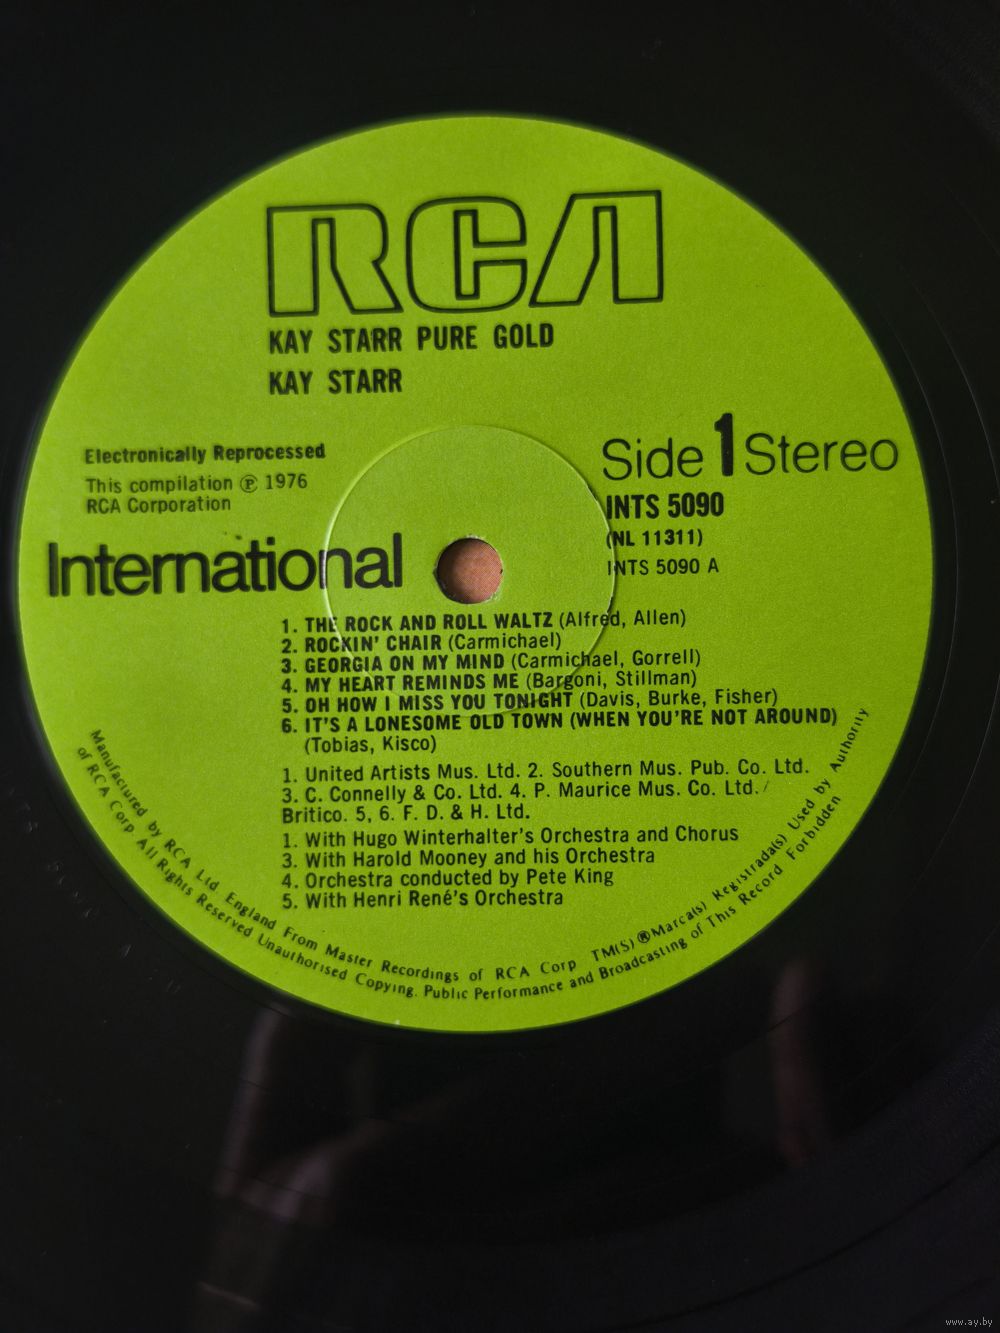 RCA
KAY STARR PURE GOLD
KAY STARR
Electronically Reprocessed
This compilation ℗ 1976
RCA Corporation
Side 1 Stereo
INTS 5090
(NL 11311)
INTS 5090 A
International
1. THE ROCK AND ROLL WALTZ (Alfred, Allen)
2. ROCKIN' CHAIR (Carmichael)
3. GEORGIA ON MY MIND (Carmichael, Gorrell)
4. MY HEART REMINDS ME (Bargoni, Stillman)
5. OH HOW I MISS YOU TONIGHT (Davis, Burke, Fisher)
6. IT'S A LONESOME OLD TOWN (WHEN YOU'RE NOT AROUND)
(Tobias, Kisco)
1. United Artists Mus. Ltd. 2. Southern Mus. Pub. Co. Ltd.
3. C. Connelly & Co. Ltd. 4. P. Maurice Mus. Co. Ltd./
Britico. 5, 6. F. D. & H. Ltd.
1. With Hugo Winterhalter's Orchestra and Chorus
3. With Harold Mooney and his Orchestra
4. Orchestra conducted by Pete King
5. With Henri René's Orchestra
Manufactured by RCA Ltd England From Master Recordings of RCA Corp TM(S) ® Marca(s) Registrada(s) Used by Authority
of RCA Corp All Rights Reserved Unauthorised Copying. Public Performance and Broadcasting of This Record Forbidden
www.ay.by